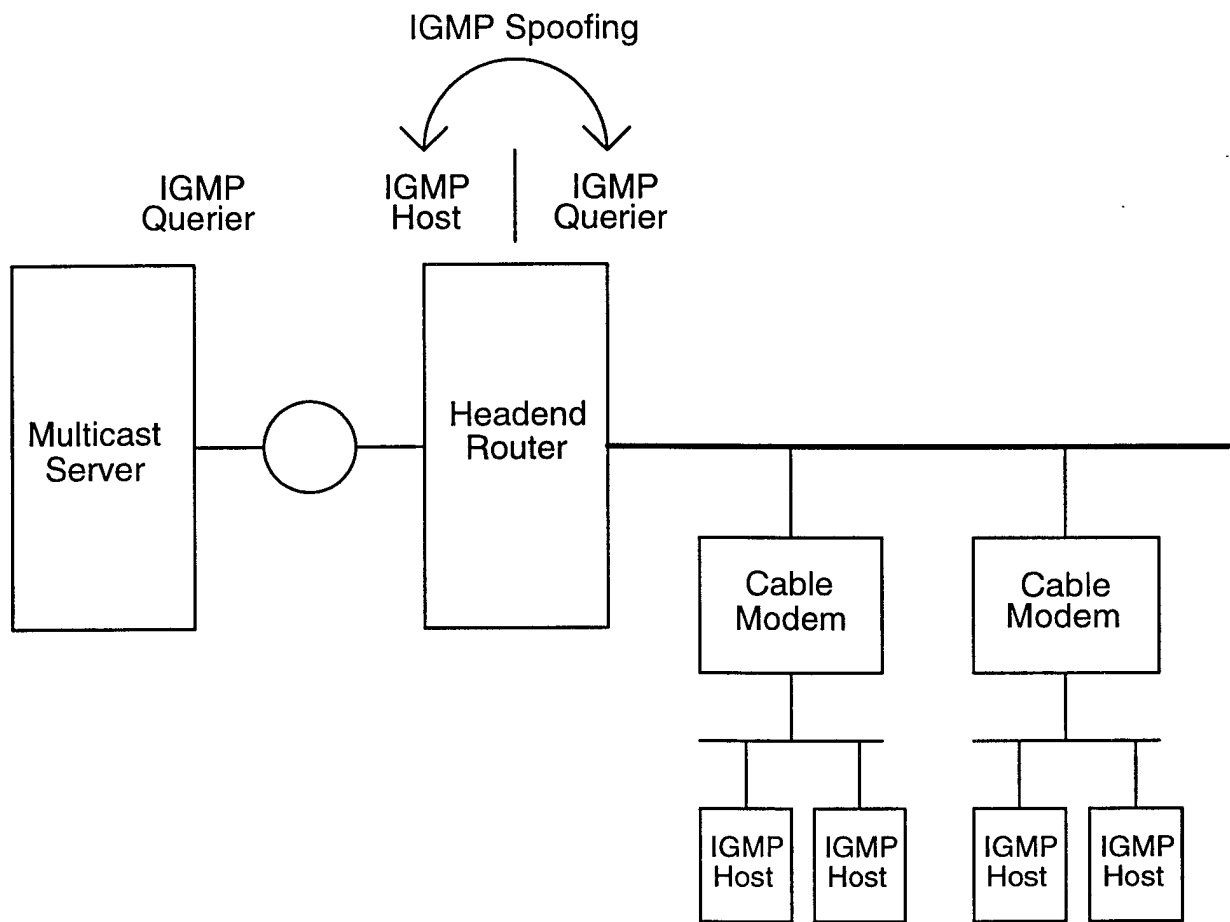 IGMP Spoofing
IGMP
Querier
IGMP
Host
IGMP
Querier
Multicast
Server
Headend
Router
Cable
Modem
Cable
Modem
IGMP
Host
IGMP
Host
IGMP
Host
IGMP
Host